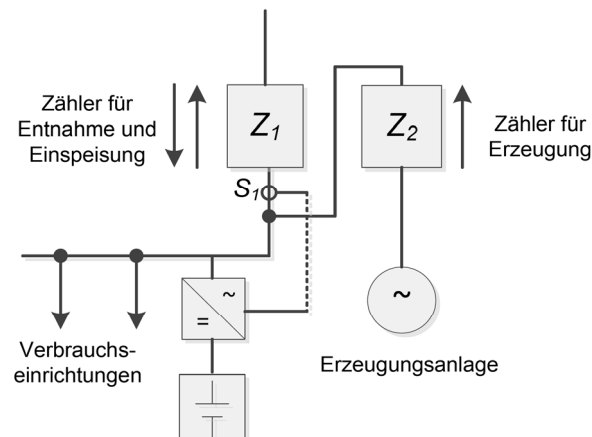 Zähler für
Entnahme und
Einspeisung
Z1
Z2
Zähler für
Erzeugung
S1
~
=
~
Verbrauchs-
einrichtungen
Erzeugungsanlage